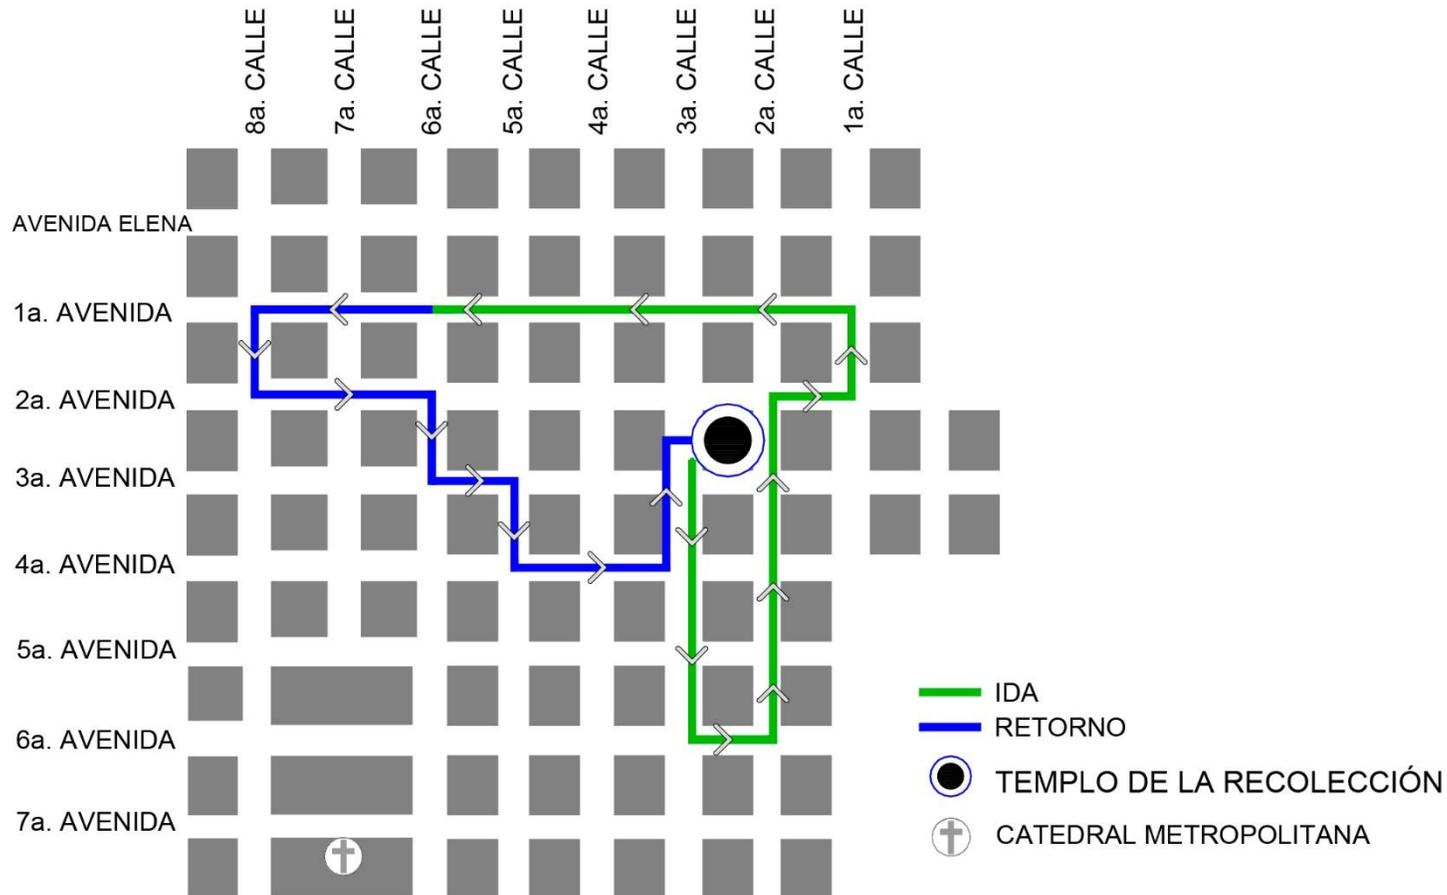 8a. CALLE
7a. CALLE
6a. CALLE
5a. CALLE
4a. CALLE
3a. CALLE
2a. CALLE
1a. CALLE
AVENIDA ELENA
1a. AVENIDA
2a. AVENIDA
3a. AVENIDA
4a. AVENIDA
5a. AVENIDA
6a. AVENIDA
7a. AVENIDA
IDA
RETORNO
TEMPLO DE LA RECOLECCIÓN
CATEDRAL METROPOLITANA